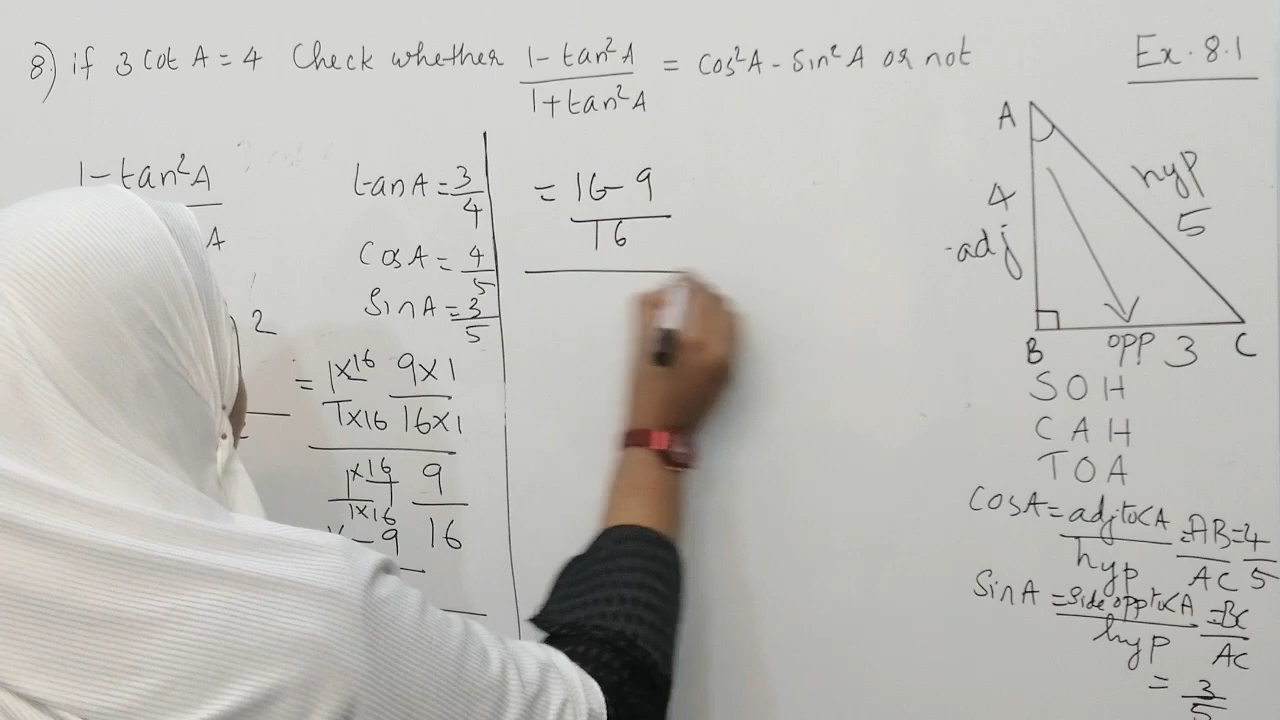 8) if 3 Cot A = 4 Check whether 1 - tan²A / 1 + tan²A = Cos²A - Sin²A or not
Ex. 8.1
1 - tan²A
A
2
tan A = 3/4
Cos A = 4/5
Sin A = 3/5
= 1×16 9×1
1×16 16×1
1×16 9
1×16 16
- 9
= 16 - 9
16
A
4
adj
hyp
5
B opp 3 C
S O H
C A H
T O A
Cos A = adj to <A / hyp = AB / AC = 4 / 5
Sin A = side opp to <A / hyp = BC / AC
= 3 / 5